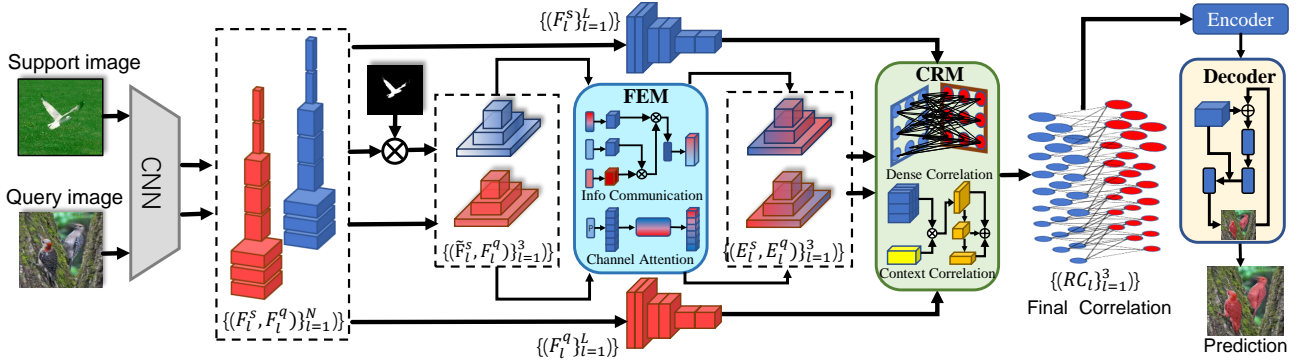 Support image
Query image
CNN
{(F_l^s, F_l^q)}_{l=1}^N)}
{(F_l^s}_{l=1}^L)}
{(F̃_l^s, F_l^q)}_{l=1}^3)}
FEM
Info Communication
P
Channel Attention
{(F_l^q}_{l=1}^L)}
{(E_l^s, E_l^q)}_{l=1}^3)}
CRM
Dense Correlation
Context Correlation
{(RC_l}_{l=1}^3)}
Final Correlation
Encoder
Decoder
Prediction